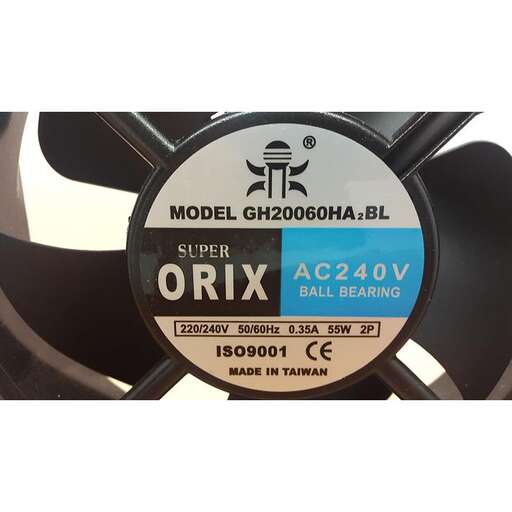 ®
MODEL GH20060HA₂BL
SUPER
ORIX
AC240V
BALL BEARING
220/240V 50/60Hz 0.35A 55W 2P
ISO9001 CE
MADE IN TAIWAN